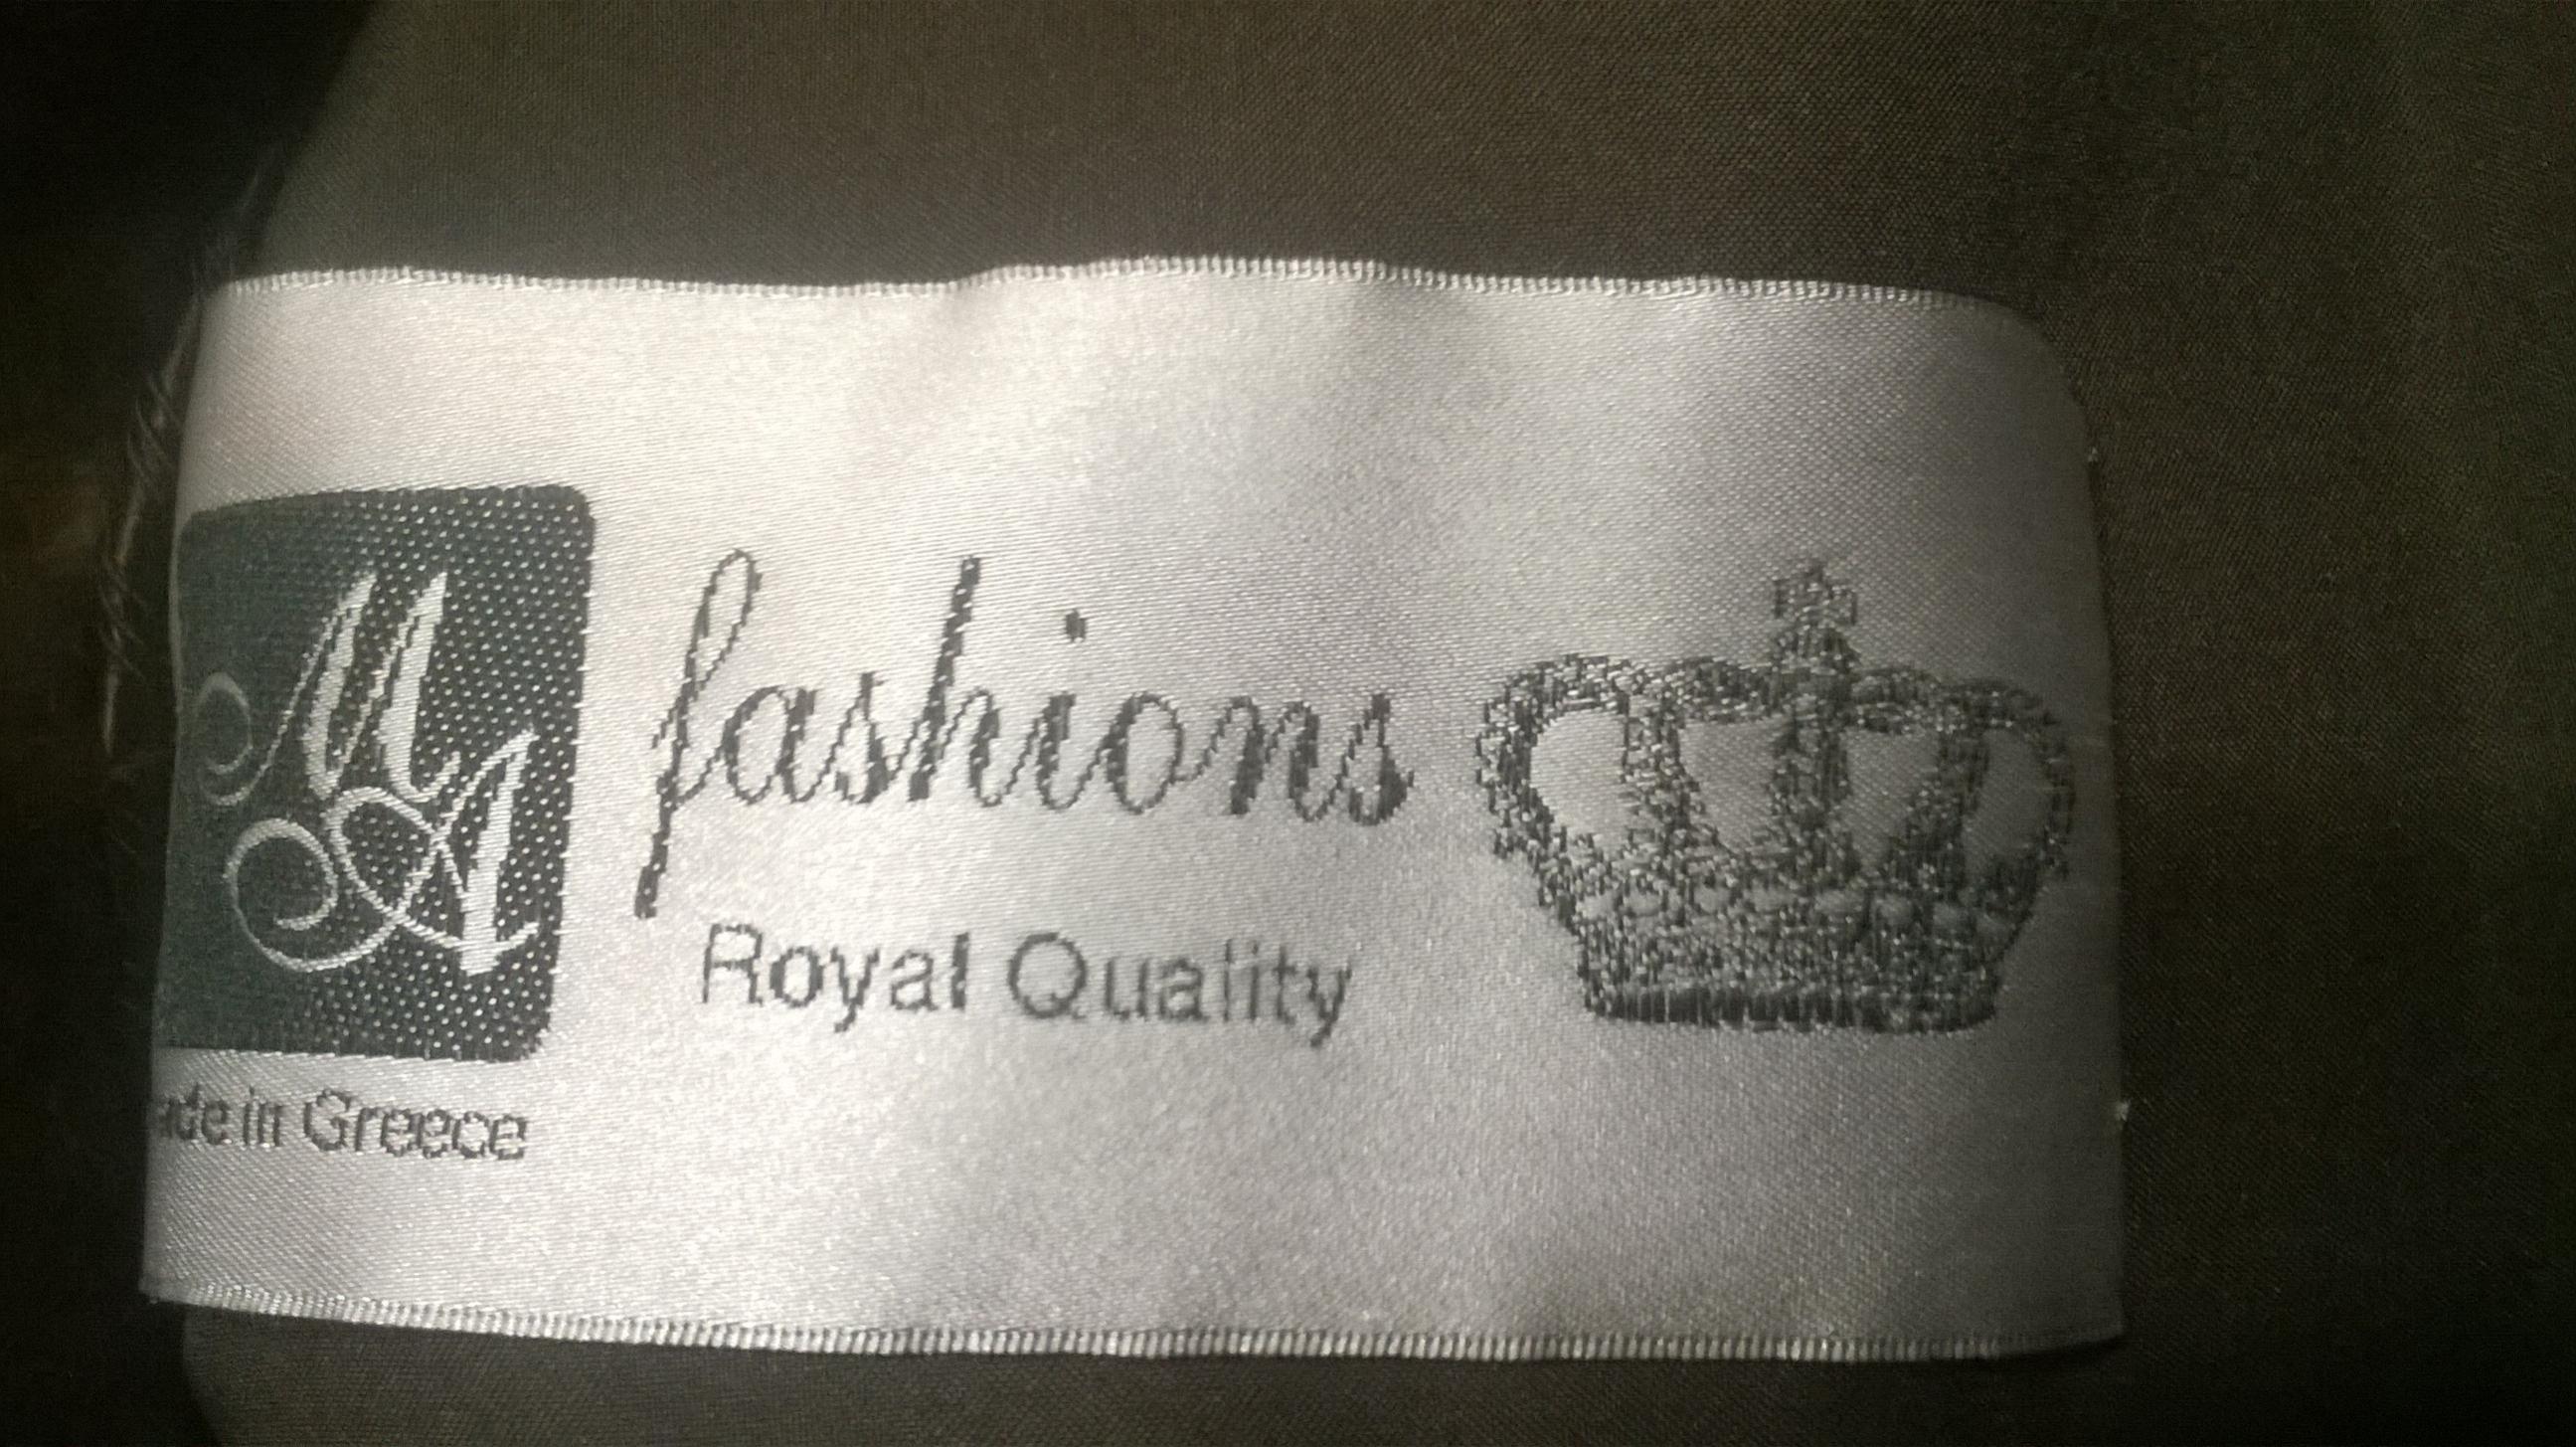 MA
fashions
Royal Quality
ade in Greece